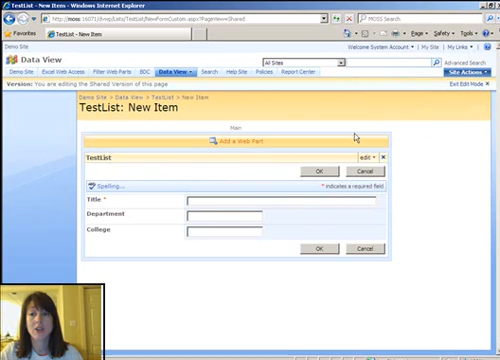 TestList - New Item - Windows Internet Explorer
http://moss:16071/dvwp/Lists/TestList/NewFormCustom.aspx?PageView=Shared
MOSS Search
Favorites
TestList - New Item
Page
Safety
Tools
Demo Site
Welcome System Account
My Site
My Links
Data View
All Sites
Advanced Search
Demo Site
Excel Web Access
Filter Web Parts
BDC
Data View
Search
Help Site
Policies
Report Center
Site Actions
Version: You are editing the Shared version of this page
Exit Edit Mode
Demo Site > Data View > TestList > New Item
TestList: New Item
Main
Add a Web Part
TestList
edit
OK
Cancel
Spelling...
* indicates a required field
Title *
Department
College
OK
Cancel